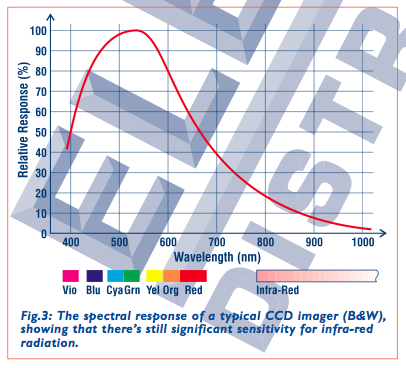 Relative Response (%)
100
90
80
70
60
50
40
30
20
10
0
400 500 600 700 800 900 1000
Wavelength (nm)
Vio Blu Cya Grn Yel Org Red Infra-Red
Fig.3: The spectral response of a typical CCD imager (B&W),
showing that there's still significant sensitivity for infra-red
radiation.